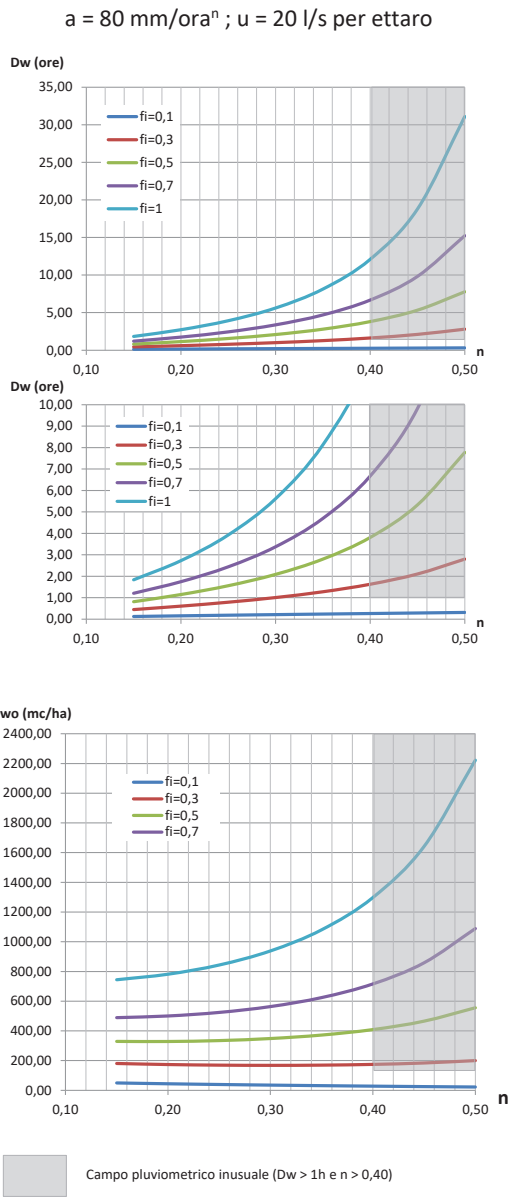 a = 80 mm/oraⁿ ; u = 20 l/s per ettaro
Dw (ore)
35,00
30,00
25,00
20,00
15,00
10,00
5,00
0,00
fi=0,1
fi=0,3
fi=0,5
fi=0,7
fi=1
0,10
0,20
0,30
0,40
0,50
n
Dw (ore)
10,00
9,00
8,00
7,00
6,00
5,00
4,00
3,00
2,00
1,00
0,00
fi=0,1
fi=0,3
fi=0,5
fi=0,7
fi=1
0,10
0,20
0,30
0,40
0,50
n
wo (mc/ha)
2400,00
2200,00
2000,00
1800,00
1600,00
1400,00
1200,00
1000,00
800,00
600,00
400,00
200,00
0,00
fi=0,1
fi=0,3
fi=0,5
fi=0,7
0,10
0,20
0,30
0,40
0,50
n
Campo pluviometrico inusuale (Dw > 1h e n > 0,40)